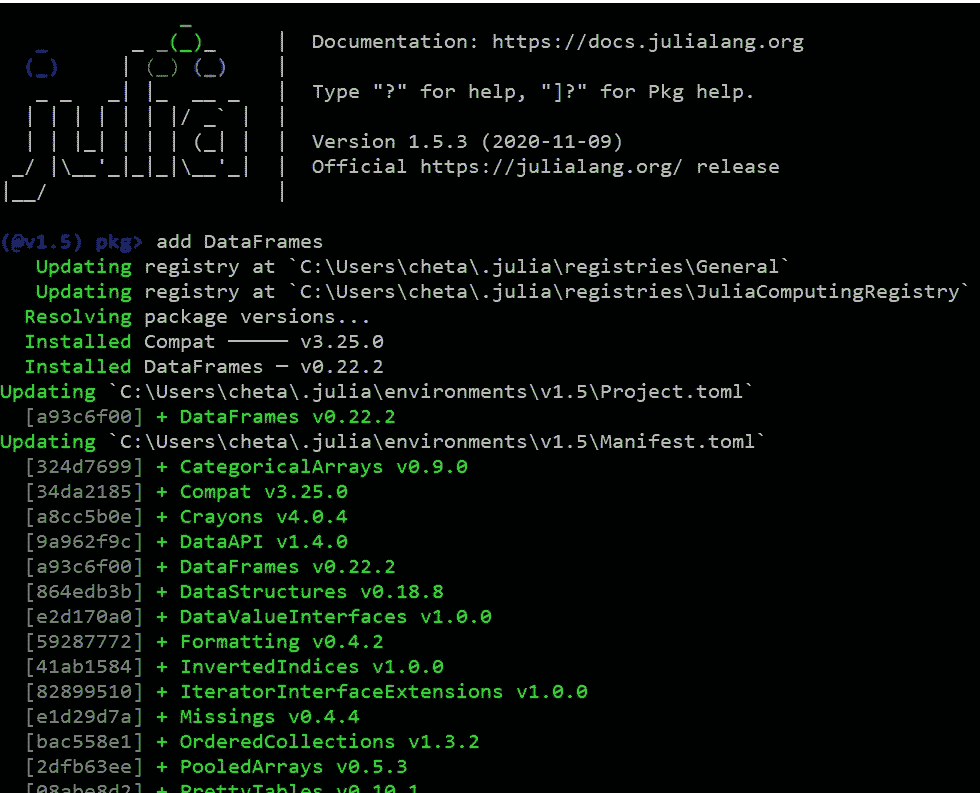 Documentation: https://docs.julialang.org
Type "?" for help, "]?" for Pkg help.
Version 1.5.3 (2020-11-09)
Official https://julialang.org/ release
(@v1.5) pkg> add DataFrames
Updating registry at `C:\Users\cheta\.julia\registries\General`
Updating registry at `C:\Users\cheta\.julia\registries\JuliaComputingRegistry`
Resolving package versions...
Installed Compat ───── v3.25.0
Installed DataFrames ─ v0.22.2
Updating `C:\Users\cheta\.julia\environments\v1.5\Project.toml`
[a93c6f00] + DataFrames v0.22.2
Updating `C:\Users\cheta\.julia\environments\v1.5\Manifest.toml`
[324d7699] + CategoricalArrays v0.9.0
[34da2185] + Compat v3.25.0
[a8cc5b0e] + Crayons v4.0.4
[9a962f9c] + DataAPI v1.4.0
[a93c6f00] + DataFrames v0.22.2
[864edb3b] + DataStructures v0.18.8
[e2d170a0] + DataValueInterfaces v1.0.0
[59287772] + Formatting v0.4.2
[41ab1584] + InvertedIndices v1.0.0
[82899510] + IteratorInterfaceExtensions v1.0.0
[e1d29d7a] + Missings v0.4.4
[bac558e1] + OrderedCollections v1.3.2
[2dfb63ee] + PooledArrays v0.5.3
[08abe8d2] + PrettyTables v0.10.1